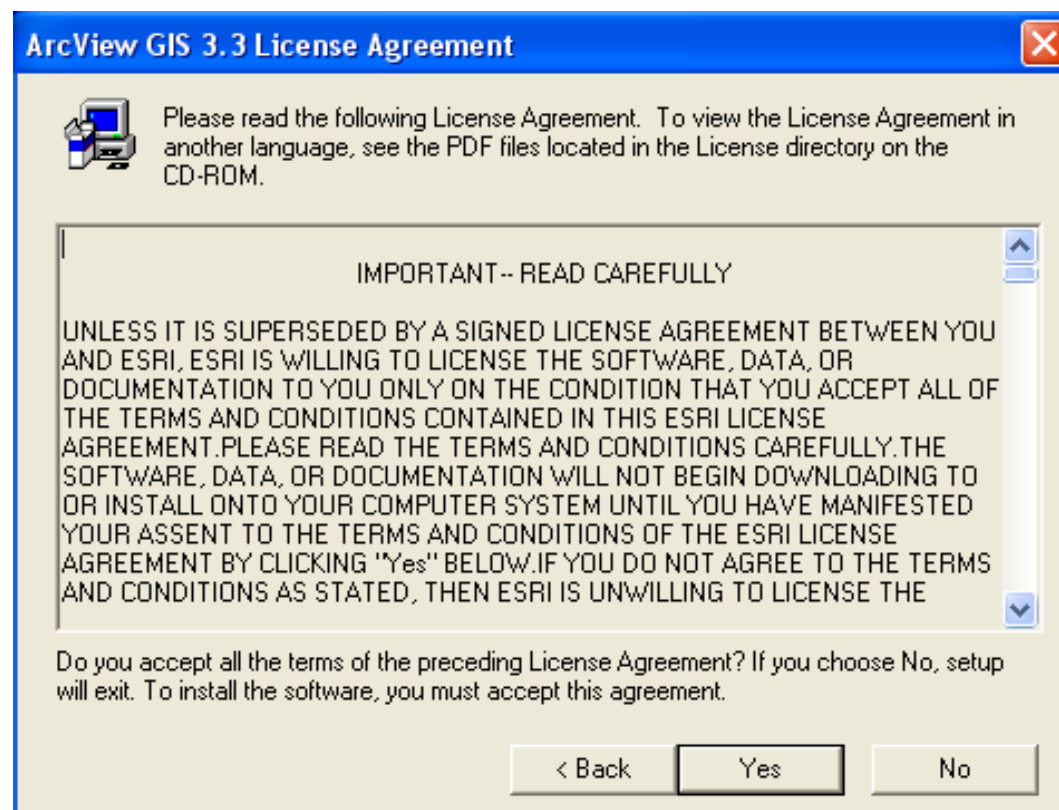 ArcView GIS 3.3 License Agreement
Please read the following License Agreement.  To view the License Agreement in
another language, see the PDF files located in the License directory on the
CD-ROM.
IMPORTANT-- READ CAREFULLY
UNLESS IT IS SUPERSEDED BY A SIGNED LICENSE AGREEMENT BETWEEN YOU
AND ESRI, ESRI IS WILLING TO LICENSE THE SOFTWARE, DATA, OR
DOCUMENTATION TO YOU ONLY ON THE CONDITION THAT YOU ACCEPT ALL OF
THE TERMS AND CONDITIONS CONTAINED IN THIS ESRI LICENSE
AGREEMENT.PLEASE READ THE TERMS AND CONDITIONS CAREFULLY.THE
SOFTWARE, DATA, OR DOCUMENTATION WILL NOT BEGIN DOWNLOADING TO
OR INSTALL ONTO YOUR COMPUTER SYSTEM UNTIL YOU HAVE MANIFESTED
YOUR ASSENT TO THE TERMS AND CONDITIONS OF THE ESRI LICENSE
AGREEMENT BY CLICKING "Yes" BELOW.IF YOU DO NOT AGREE TO THE TERMS
AND CONDITIONS AS STATED, THEN ESRI IS UNWILLING TO LICENSE THE
Do you accept all the terms of the preceding License Agreement? If you choose No, setup
will exit. To install the software, you must accept this agreement.
< Back
Yes
No